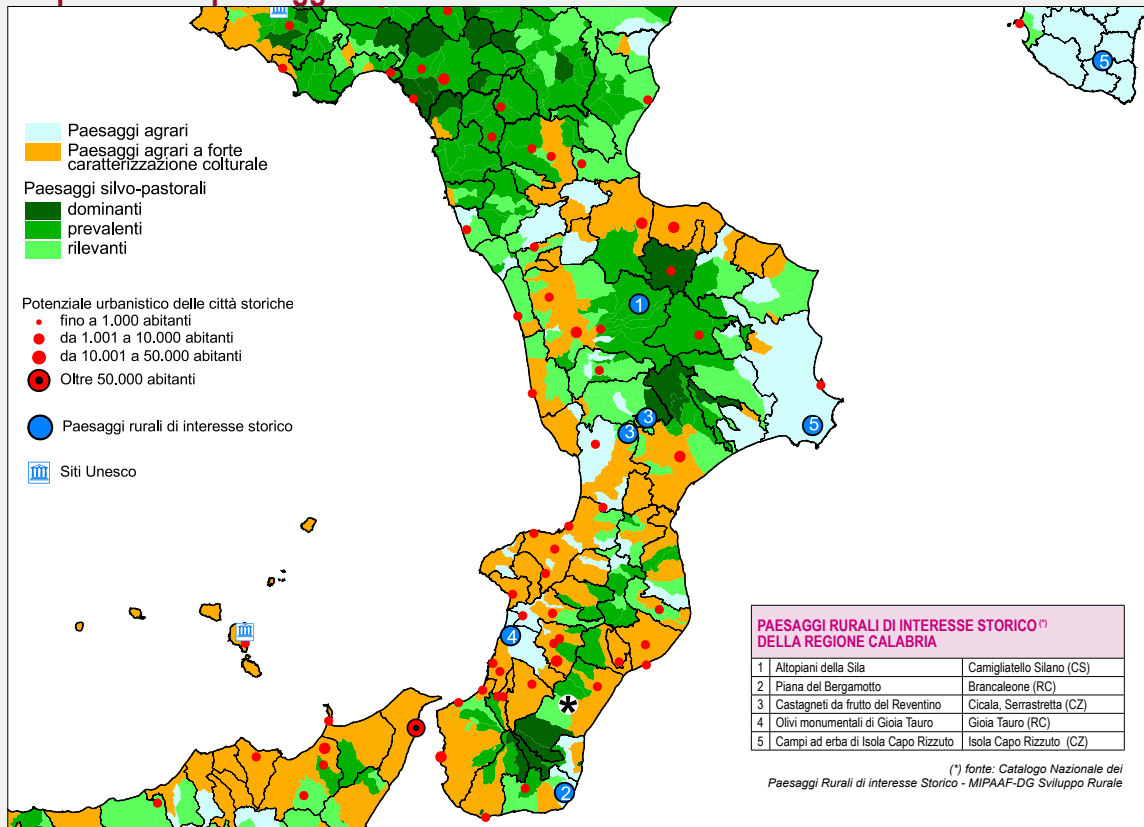 Paesaggi agrari
Paesaggi agrari a forte
caratterizzazione colturale
Paesaggi silvo-pastorali
dominanti
prevalenti
rilevanti
Potenziale urbanistico delle città storiche
fino a 1.000 abitanti
da 1.001 a 10.000 abitanti
da 10.001 a 50.000 abitanti
Oltre 50.000 abitanti
Paesaggi rurali di interesse storico
Siti Unesco
5
1
3
3
5
4
*
2
PAESAGGI RURALI DI INTERESSE STORICO (*)
DELLA REGIONE CALABRIA
1 Altopiani della Sila Camigliatello Silano (CS)
2 Piana del Bergamotto Brancaleone (RC)
3 Castagneti da frutto del Reventino Cicala, Serrastretta (CZ)
4 Olivi monumentali di Gioia Tauro Gioia Tauro (RC)
5 Campi ad erba di Isola Capo Rizzuto Isola Capo Rizzuto (CZ)
(*) fonte: Catalogo Nazionale dei
Paesaggi Rurali di interesse Storico - MIPAAF-DG Sviluppo Rurale